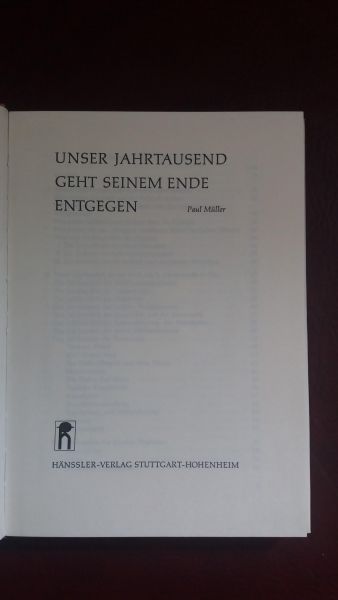 UNSER JAHRTAUSEND
GEHT SEINEM ENDE
ENTGEGEN
Paul Müller
HÄNSSLER-VERLAG STUTTGART-HOHENHEIM